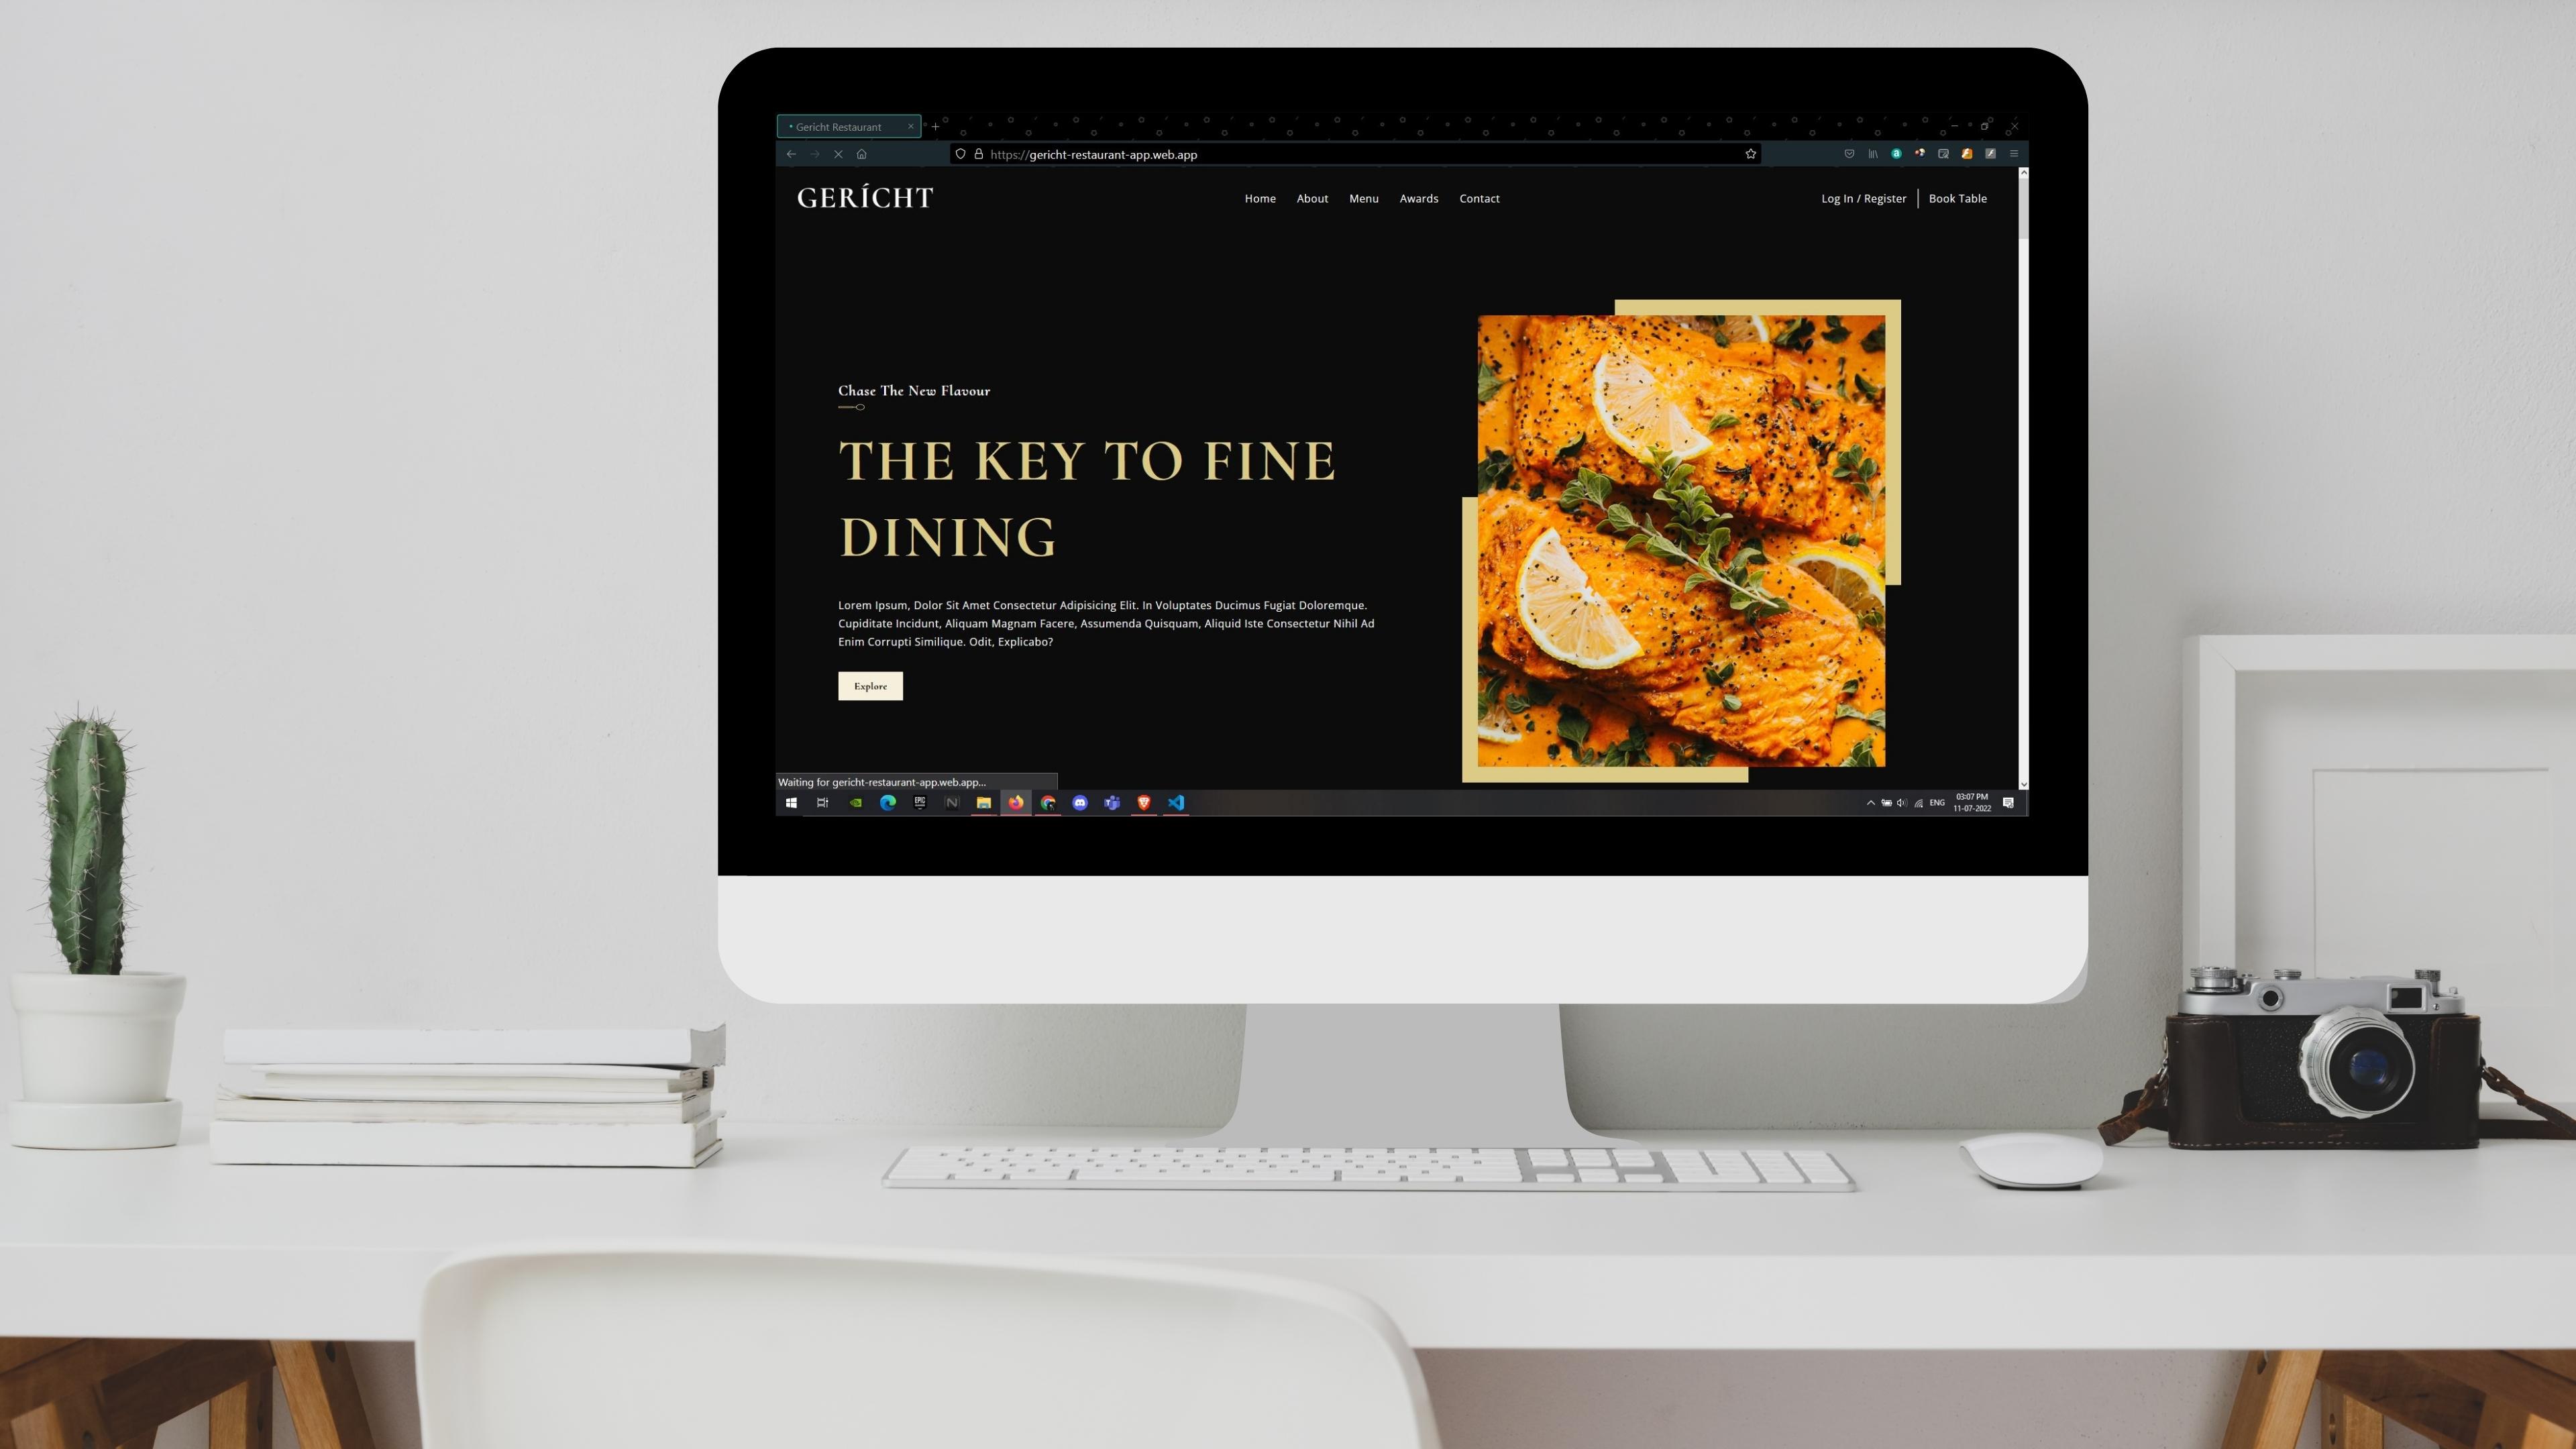 Gericht Restaurant
https://gericht-restaurant-app.web.app
GERÍCHT
Home About Menu Awards Contact
Log In / Register Book Table
Chase The New Flavour
THE KEY TO FINE
DINING
Lorem Ipsum, Dolor Sit Amet Consectetur Adipisicing Elit. In Voluptates Ducimus Fugiat Doloremque.
Cupiditate Incidunt, Aliquam Magnam Facere, Assumenda Quisquam, Aliquid Iste Consectetur Nihil Ad
Enim Corrupti Similique. Odit, Explicabo?
Explore
Waiting for gericht-restaurant-app.web.app...
EPIC
ENG
03:07 PM
11-07-2022